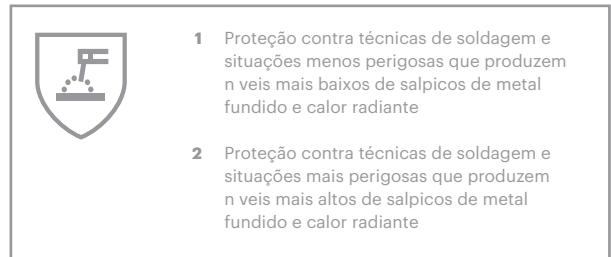 1 Proteção contra técnicas de soldagem e
situações menos perigosas que produzem
n veis mais baixos de salpicos de metal
fundido e calor radiante
2 Proteção contra técnicas de soldagem e
situações mais perigosas que produzem
n veis mais altos de salpicos de metal
fundido e calor radiante